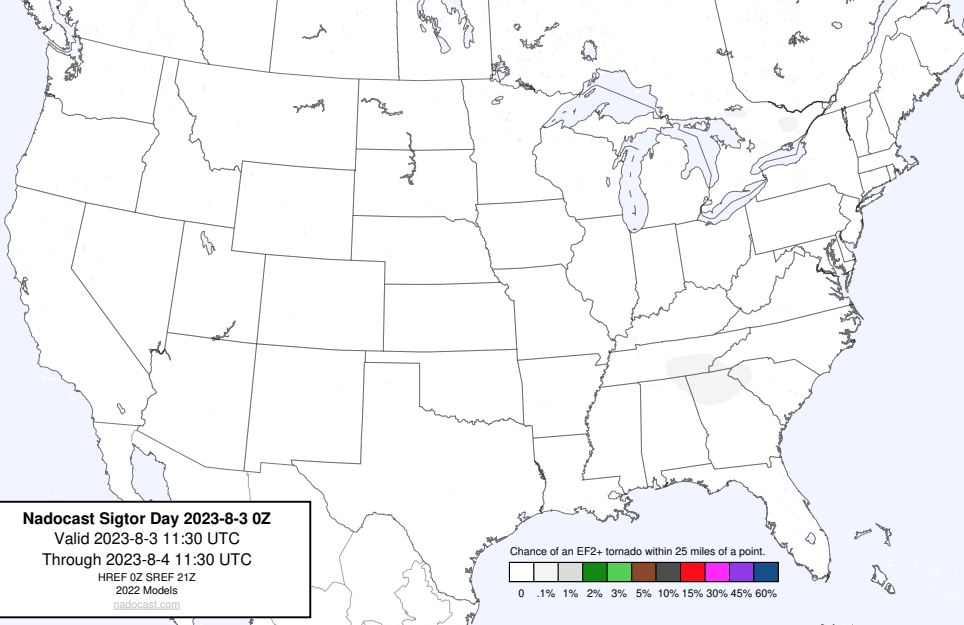 Nadocast Sigtor Day 2023-8-3 0Z
Valid 2023-8-3 11:30 UTC
Through 2023-8-4 11:30 UTC
HREF 0Z SREF 21Z
2022 Models
nadocast.com
Chance of an EF2+ tornado within 25 miles of a point.
0 .1% 1% 2% 3% 5% 10% 15% 30% 45% 60%